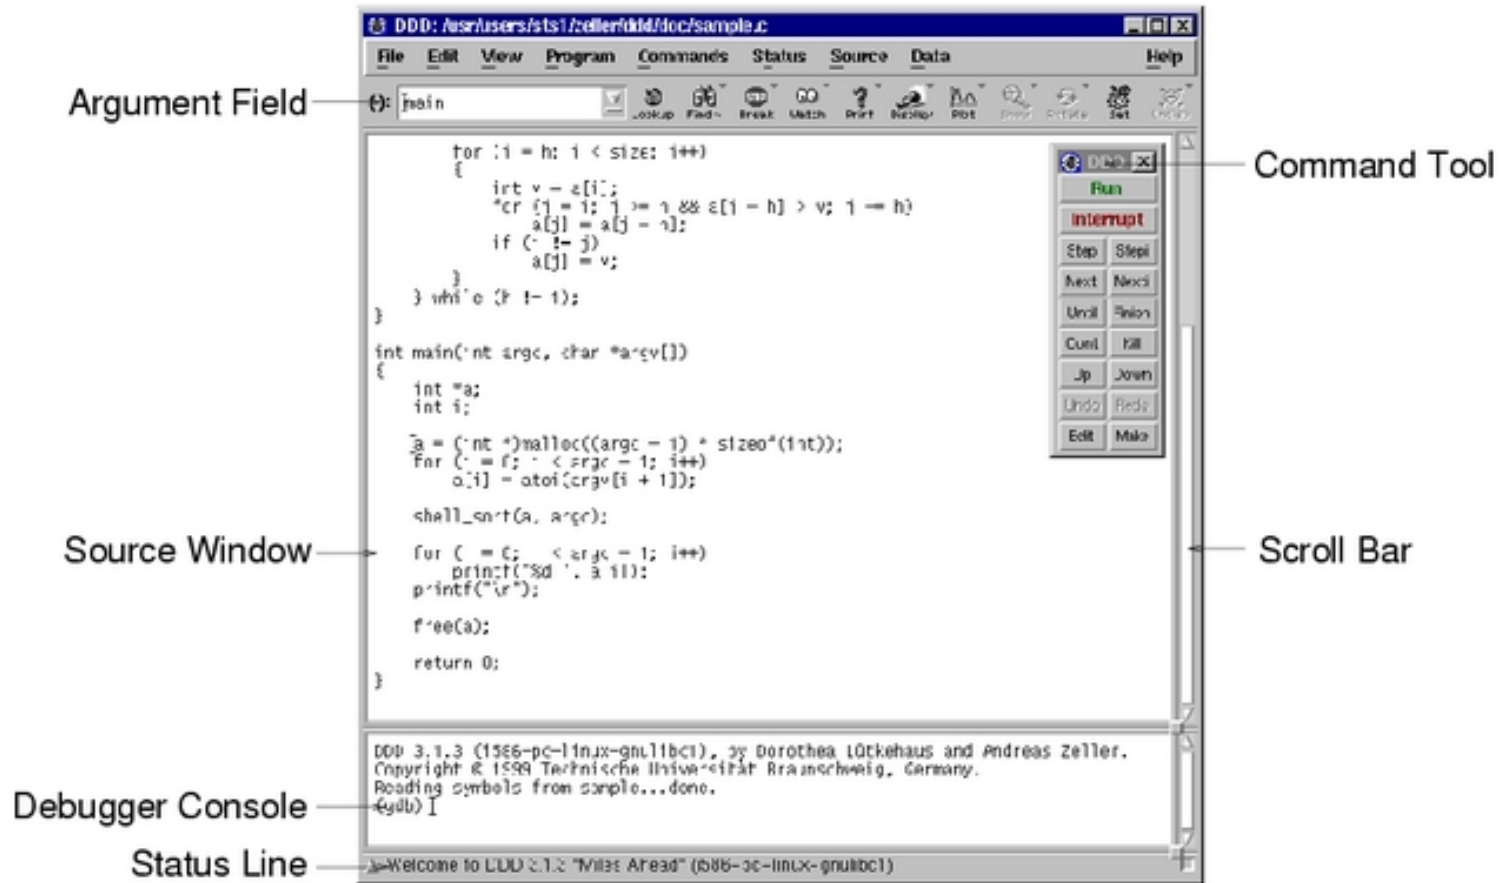 DDD: /usr/users/sts1/zeller/ddd/doc/sample.c
File Edit View Program Commands Status Source Data Help
Argument Field
(): main
Lookup Find Break Watch Print Display Plot Rotate Set
for (i = h; i < size; i++)
{
int v = a[i];
for (j = i; j >= h && a[j - h] > v; j -= h)
a[j] = a[j - h];
if (i != j)
a[j] = v;
}
} while (h != 1);
}
DDD
Command Tool
Run
Interrupt
Step Stepi
Next Nexti
Until Finish
Cont Kill
Up Down
Undo Redo
Edit Make
int main(int argc, char *argv[])
{
int *a;
int i;
a = (int *)malloc((argc - 1) * sizeof(int));
for (i = 0; i < argc - 1; i++)
a[i] = atoi(argv[i + 1]);
shell_sort(a, argc);
Source Window
for (i = 0; i < argc - 1; i++)
printf("%d ", a[i]);
printf("\n");
free(a);
return 0;
}
Scroll Bar
DDD 3.1.3 (i586-pc-linux-gnulibc1), by Dorothea Lütkehaus and Andreas Zeller.
Copyright © 1999 Technische Universität Braunschweig, Germany.
Reading symbols from sample...done.
Debugger Console
(gdb)
Status Line
Welcome to DDD "Miles Ahead" (i586-pc-linux-gnulibc1)